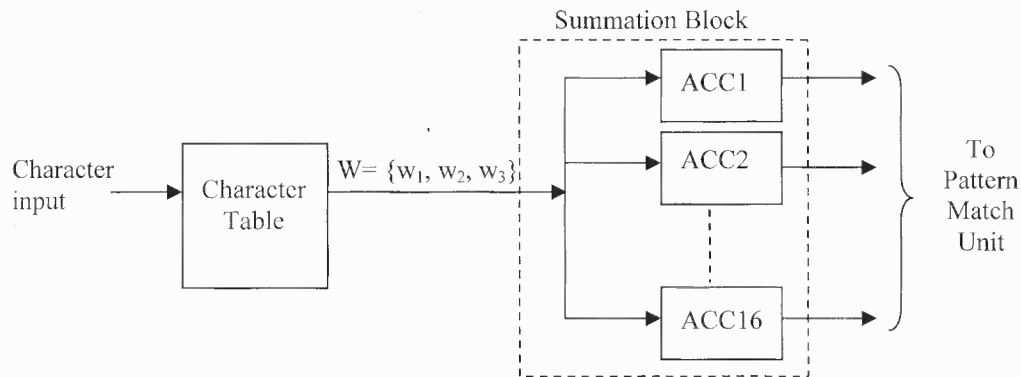 Summation Block
ACC1
ACC2
ACC16
Character
input
Character
Table
W= {w₁, w₂, w₃}
To
Pattern
Match
Unit